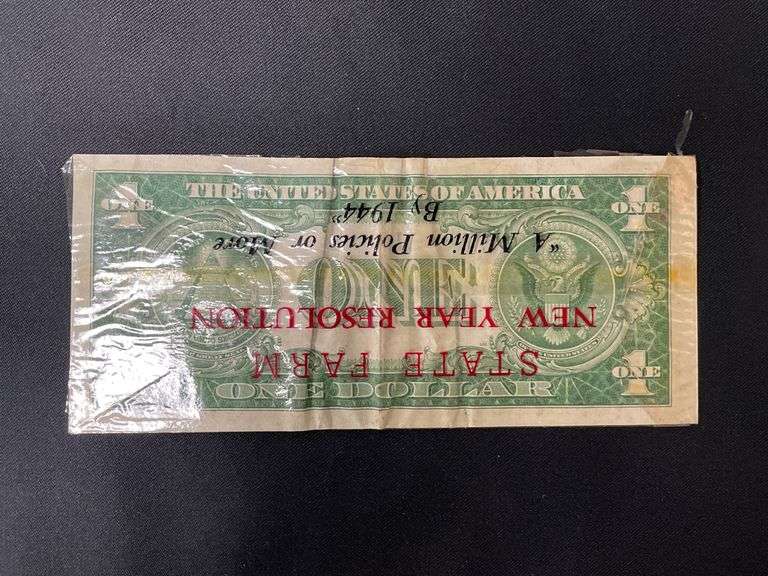 1 1
ONE ONE
THE UNITED STATES OF AMERICA
ONE
ONE DOLLAR
1
ONE
STATE FARM
NEW YEAR RESOLUTION
"A Million Policies or More
By 1944"